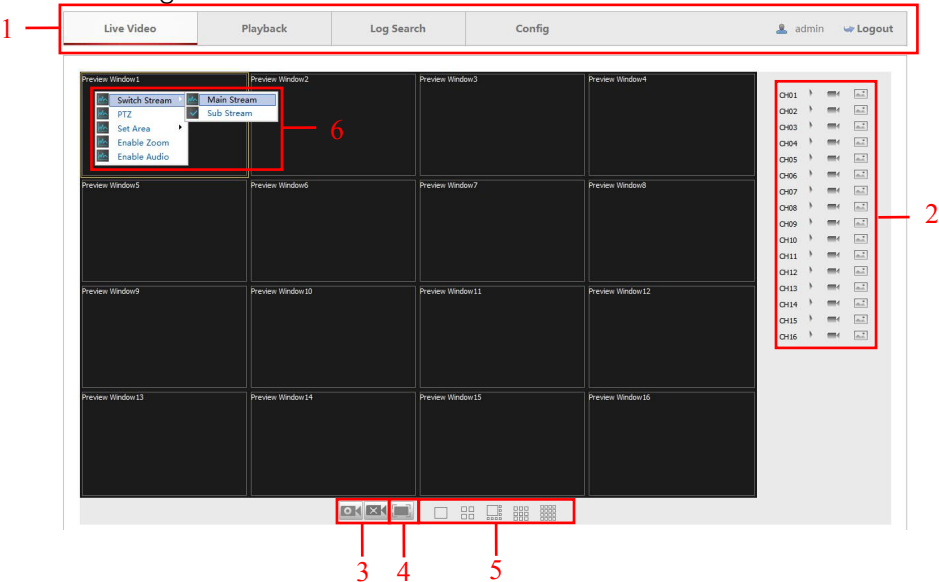 1
Live Video Playback Log Search Config admin Logout
Preview Window1 Preview Window2 Preview Window3 Preview Window4
Switch Stream Main Stream
PTZ Sub Stream
Set Area
Enable Zoom
Enable Audio
6
CH01
CH02
CH03
CH04
CH05
CH06
CH07
CH08
CH09
CH10
CH11
CH12
CH13
CH14
CH15
CH16
2
Preview Window5 Preview Window6 Preview Window7 Preview Window8
Preview Window9 Preview Window10 Preview Window11 Preview Window12
Preview Window13 Preview Window14 Preview Window15 Preview Window16
3 4 5